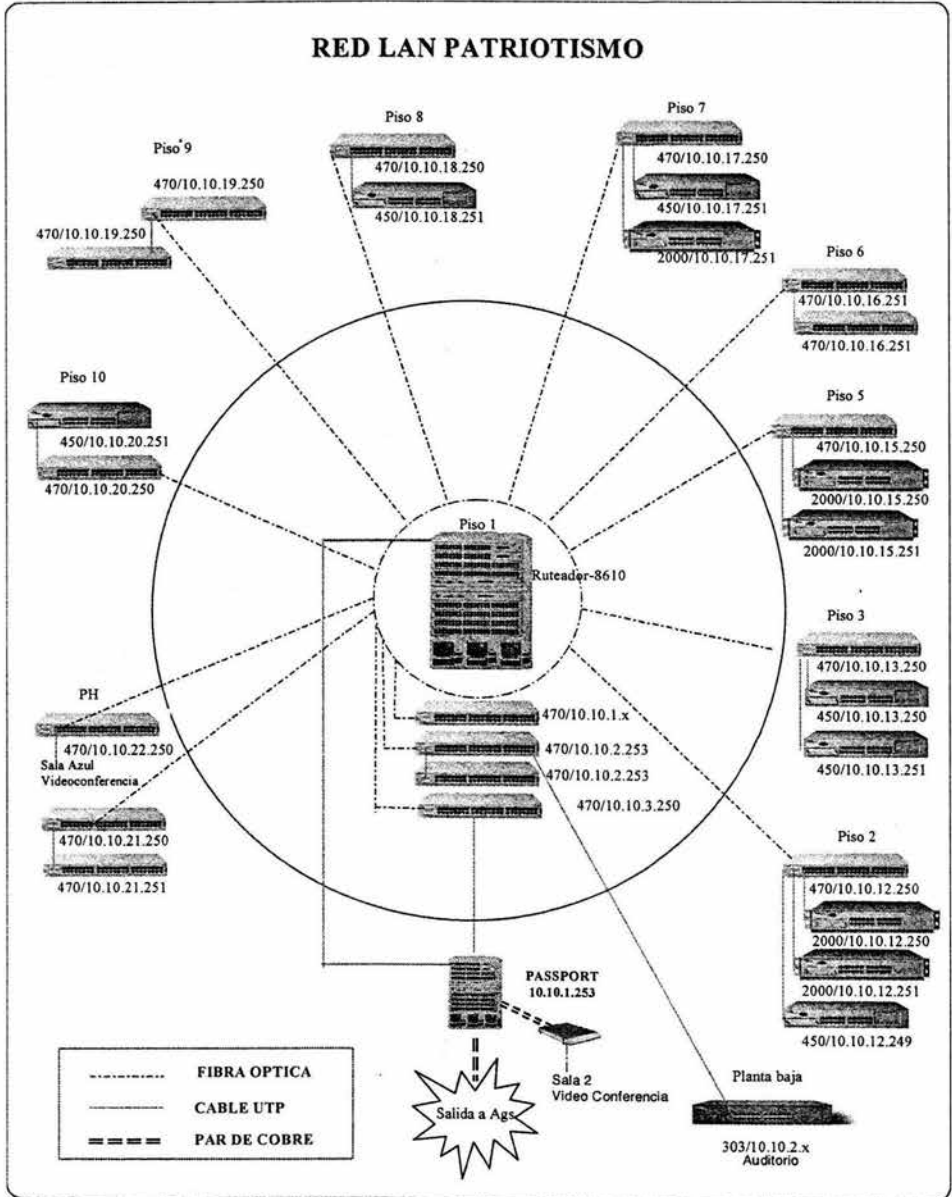 RED LAN PATRIOTISMO
Piso 9
470/10.10.19.250
470/10.10.19.250
Piso 8
470/10.10.18.250
450/10.10.18.251
Piso 7
470/10.10.17.250
450/10.10.17.251
2000/10.10.17.251
Piso 6
470/10.10.16.251
470/10.10.16.251
Piso 10
450/10.10.20.251
470/10.10.20.250
Piso 5
470/10.10.15.250
2000/10.10.15.250
2000/10.10.15.251
Piso 1
Ruteador-8610
Piso 3
470/10.10.13.250
450/10.10.13.250
450/10.10.13.251
PH
470/10.10.22.250
Sala Azul
Videoconferencia
470/10.10.21.250
470/10.10.21.251
470/10.10.1.x
470/10.10.2.253
470/10.10.2.253
470/10.10.3.250
Piso 2
470/10.10.12.250
2000/10.10.12.250
2000/10.10.12.251
450/10.10.12.249
PASSPORT
10.10.1.253
Sala 2
Video Conferencia
Salida a Ags
Planta baja
303/10.10.2.x
Auditorio
FIBRA OPTICA
CABLE UTP
PAR DE COBRE